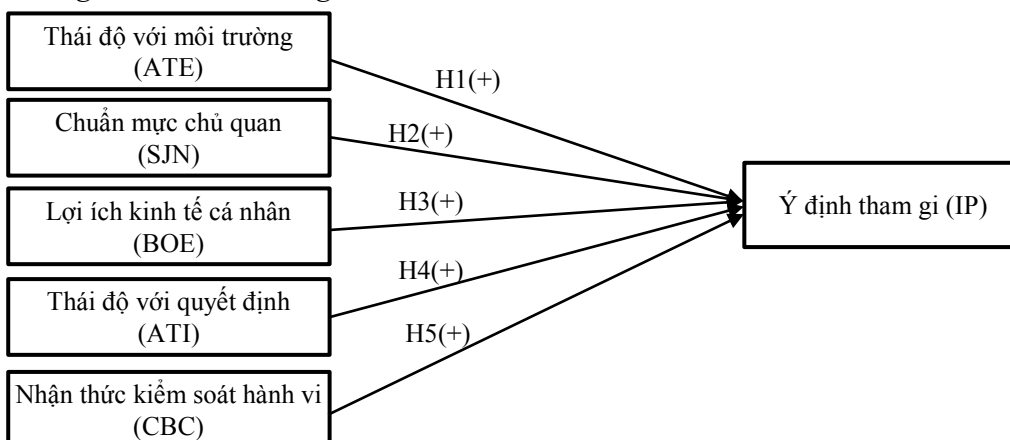 Thái độ với môi trường
(ATE)
H1(+)
Chuẩn mực chủ quan
(SJN)
H2(+)
Lợi ích kinh tế cá nhân
(BOE)
H3(+)
Ý định tham gi (IP)
Thái độ với quyết định
(ATI)
H4(+)
H5(+)
Nhận thức kiểm soát hành vi
(CBC)